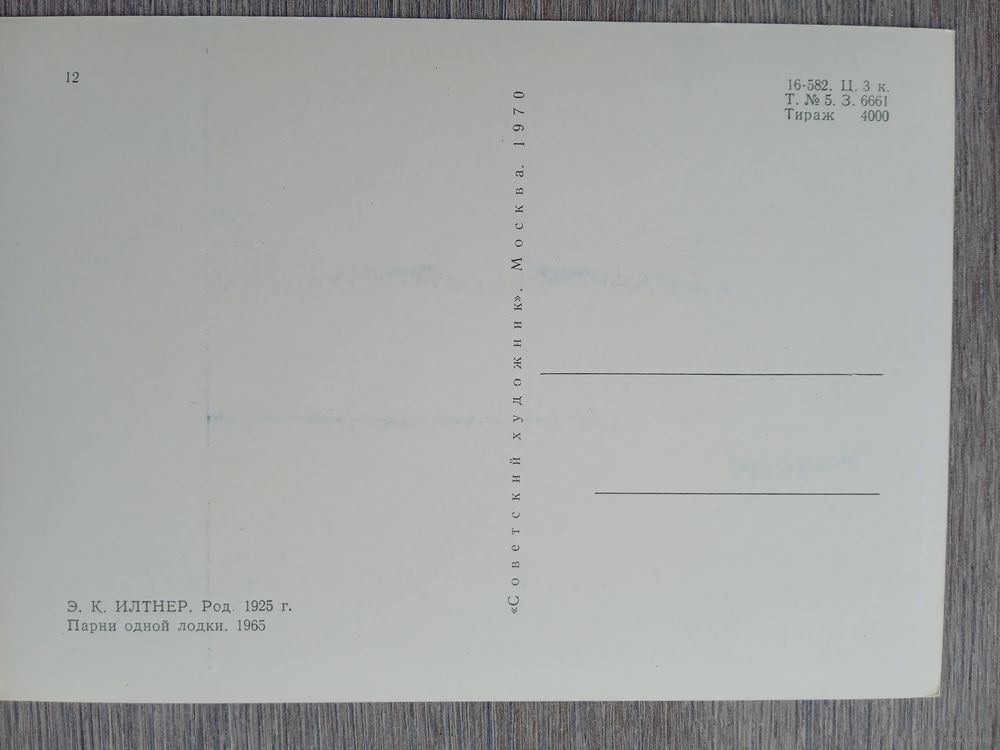 12
16-582. Ц. 3 к.
Т. № 5. З. 6661
Тираж 4000
«Советский художник». Москва. 1970
Э. К. ИЛТНЕР. Род. 1925 г.
Парни одной лодки. 1965